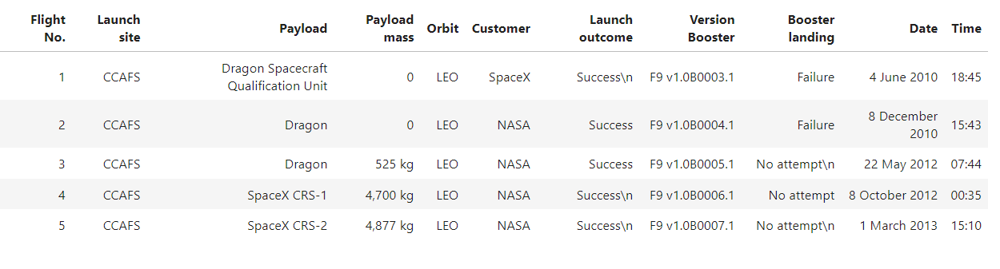 Flight No. Launch site Payload Payload mass Orbit Customer Launch outcome Version Booster Booster landing Date Time
1 CCAFS Dragon Spacecraft Qualification Unit 0 LEO SpaceX Success\n F9 v1.0B0003.1 Failure 4 June 2010 18:45
2 CCAFS Dragon 0 LEO NASA Success F9 v1.0B0004.1 Failure 8 December 2010 15:43
3 CCAFS Dragon 525 kg LEO NASA Success F9 v1.0B0005.1 No attempt\n 22 May 2012 07:44
4 CCAFS SpaceX CRS-1 4,700 kg LEO NASA Success\n F9 v1.0B0006.1 No attempt 8 October 2012 00:35
5 CCAFS SpaceX CRS-2 4,877 kg LEO NASA Success\n F9 v1.0B0007.1 No attempt\n 1 March 2013 15:10